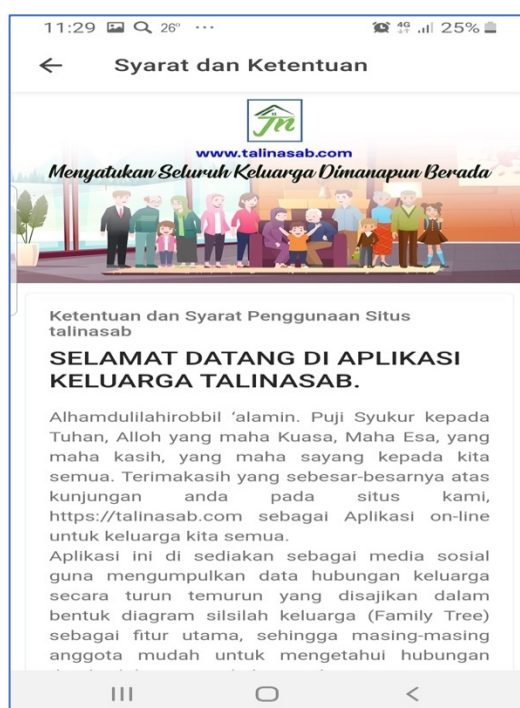 11:29 26° ... 4G 25%
Syarat dan Ketentuan
Jn
www.talinasab.com
Menyatukan Seluruh Keluarga Dimanapun Berada
Ketentuan dan Syarat Penggunaan Situs
talinasab
SELAMAT DATANG DI APLIKASI
KELUARGA TALINASAB.
Alhamdulilahirobbil ‘alamin. Puji Syukur kepada
Tuhan, Alloh yang maha Kuasa, Maha Esa, yang
maha kasih, yang maha sayang kepada kita
semua. Terimakasih yang sebesar-besarnya atas
kunjungan anda pada situs kami,
https://talinasab.com sebagai Aplikasi on-line
untuk keluarga kita semua.
Aplikasi ini di sediakan sebagai media sosial
guna mengumpulkan data hubungan keluarga
secara turun temurun yang disajikan dalam
bentuk diagram silsilah keluarga (Family Tree)
sebagai fitur utama, sehingga masing-masing
anggota mudah untuk mengetahui hubungan